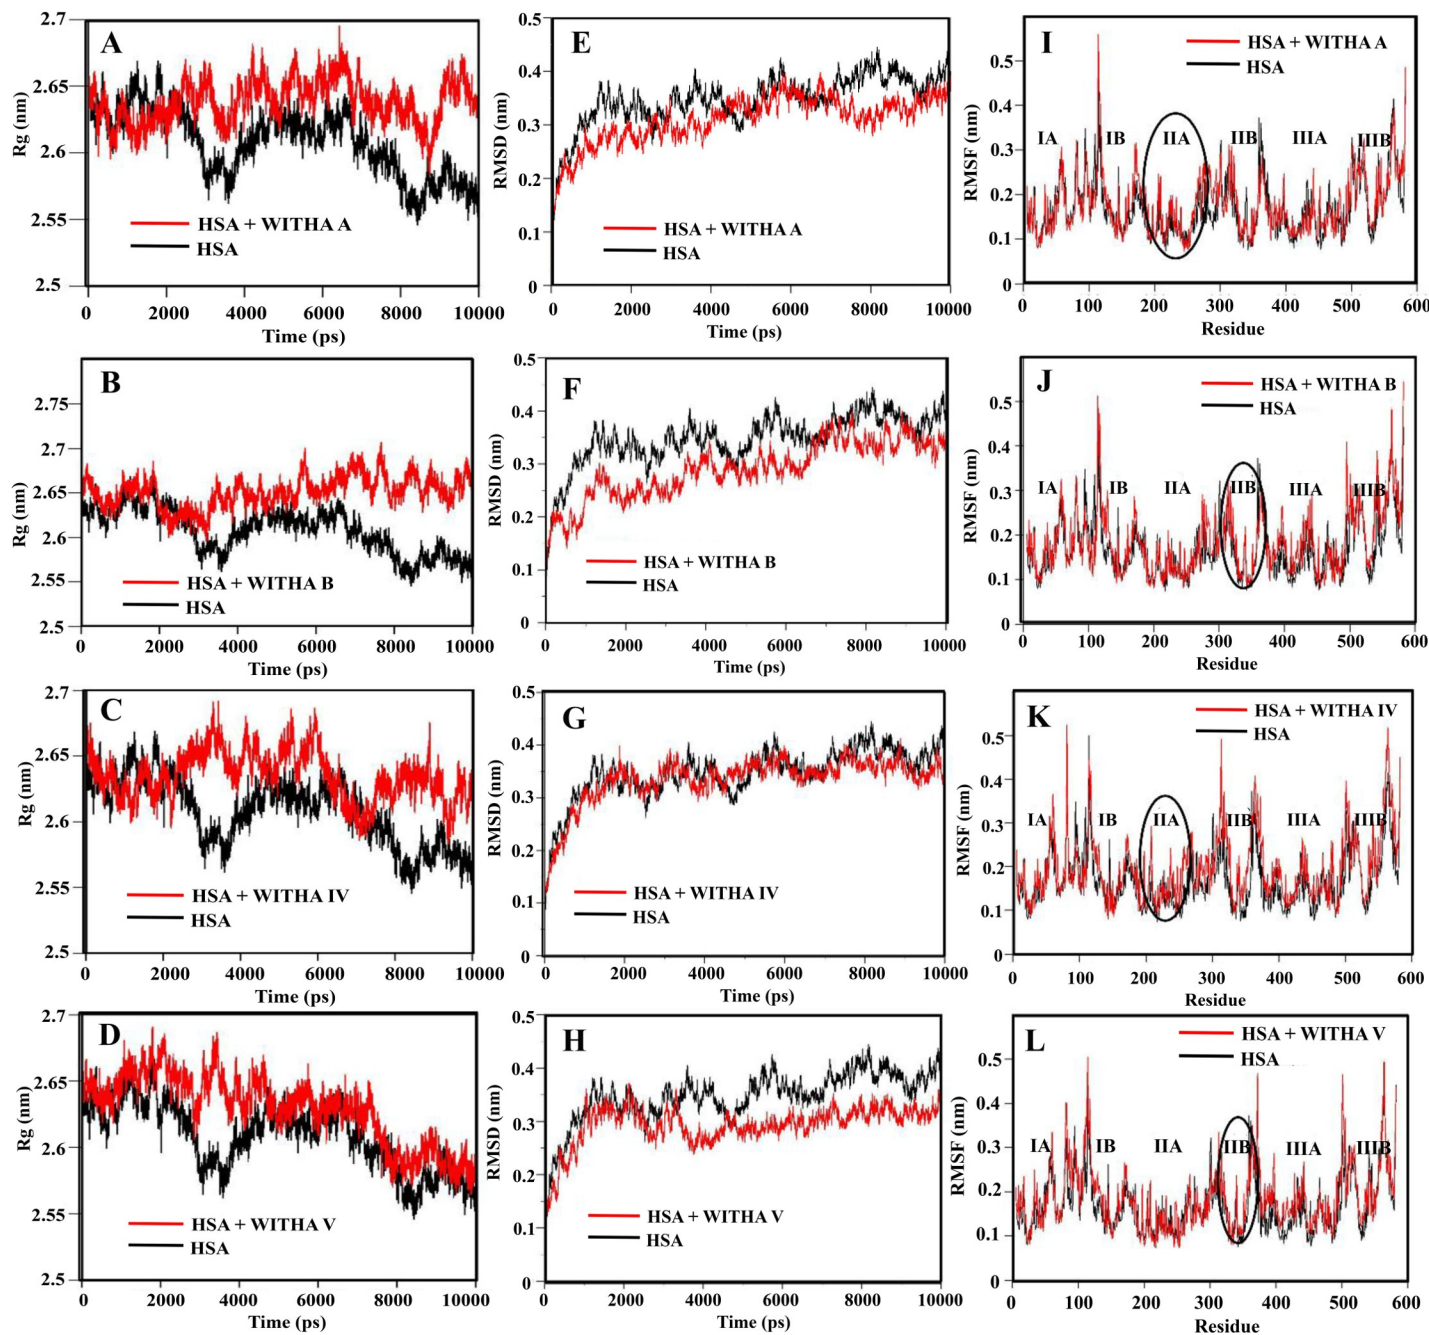 A
Rg (nm)
2.7
2.65
2.6
2.55
2.5
HSA + WITHA A
HSA
0 2000 4000 6000 8000 10000
Time (ps)
E
RMSD (nm)
0.5
0.4
0.3
0.2
0.1
0
HSA + WITHA A
HSA
0 2000 4000 6000 8000 10000
Time (ps)
I
HSA + WITHA A
HSA
RMSF (nm)
0.5
0.4
0.3
0.2
0.1
0
IA IB IIA IIB IIIA IIIB
0 100 200 300 400 500 600
Residue
B
Rg (nm)
2.75
2.7
2.65
2.6
2.55
2.5
HSA + WITHA B
HSA
0 2000 4000 6000 8000 10000
Time (ps)
F
RMSD (nm)
0.5
0.4
0.3
0.2
0.1
0
HSA + WITHA B
HSA
0 2000 4000 6000 8000 10000
Time (ps)
J
HSA + WITHA B
HSA
RMSF (nm)
0.5
0.4
0.3
0.2
0.1
0
IA IB IIA IIB IIIA IIIB
0 100 200 300 400 500 600
Residue
C
Rg (nm)
2.7
2.65
2.6
2.55
2.5
HSA + WITHA IV
HSA
0 2000 4000 6000 8000 10000
Time (ps)
G
RMSD (nm)
0.5
0.4
0.3
0.2
0.1
0
HSA + WITHA IV
HSA
0 2000 4000 6000 8000 10000
Time (ps)
K
HSA + WITHA IV
HSA
RMSF (nm)
0.5
0.4
0.3
0.2
0.1
0
IA IB IIA IIB IIIA IIIB
0 100 200 300 400 500 600
Residue
D
Rg (nm)
2.7
2.65
2.6
2.55
2.5
HSA + WITHA V
HSA
0 2000 4000 6000 8000 10000
Time (ps)
H
RMSD (nm)
0.5
0.4
0.3
0.2
0.1
0
HSA + WITHA V
HSA
0 2000 4000 6000 8000 10000
Time (ps)
L
HSA + WITHA V
HSA
RMSF (nm)
0.5
0.4
0.3
0.2
0.1
0
IA IB IIA IIB IIIA IIIB
0 100 200 300 400 500 600
Residue